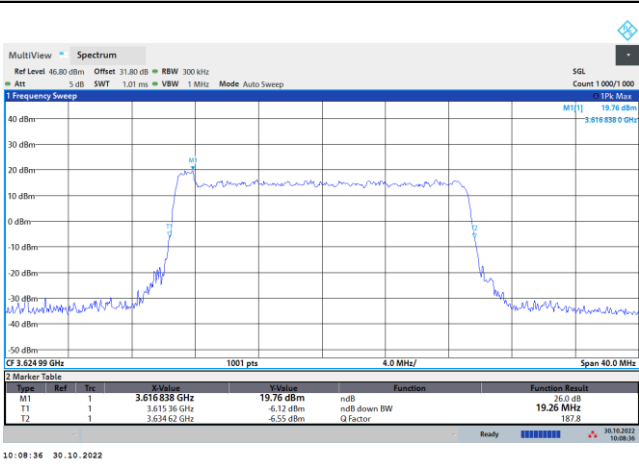 MultiView Spectrum
Ref Level 46.80 dBm Offset 31.80 dB RBW 300 kHz SGL
Att 5 dB SWT 1.01 ms VBW 1 MHz Mode Auto Sweep Count 1 000/1 000
1 Frequency Sweep 1Pk Max
M1[1] 19.76 dBm
3.616 838 0 GHz
40 dBm
30 dBm
M1
20 dBm
10 dBm
0 dBm
T1
T2
-10 dBm
-20 dBm
-30 dBm
-40 dBm
-50 dBm
CF 3.624 99 GHz 1001 pts 4.0 MHz/ Span 40.0 MHz
2 Marker Table
Type Ref Trc X-Value Y-Value Function Function Result
M1 1 3.616 838 GHz 19.76 dBm ndB 26.0 dB
T1 1 3.615 36 GHz -6.12 dBm ndB down BW 19.26 MHz
T2 1 3.634 62 GHz -6.55 dBm Q Factor 187.8
Ready 30.10.2022
10:08:36
10:08:36 30.10.2022